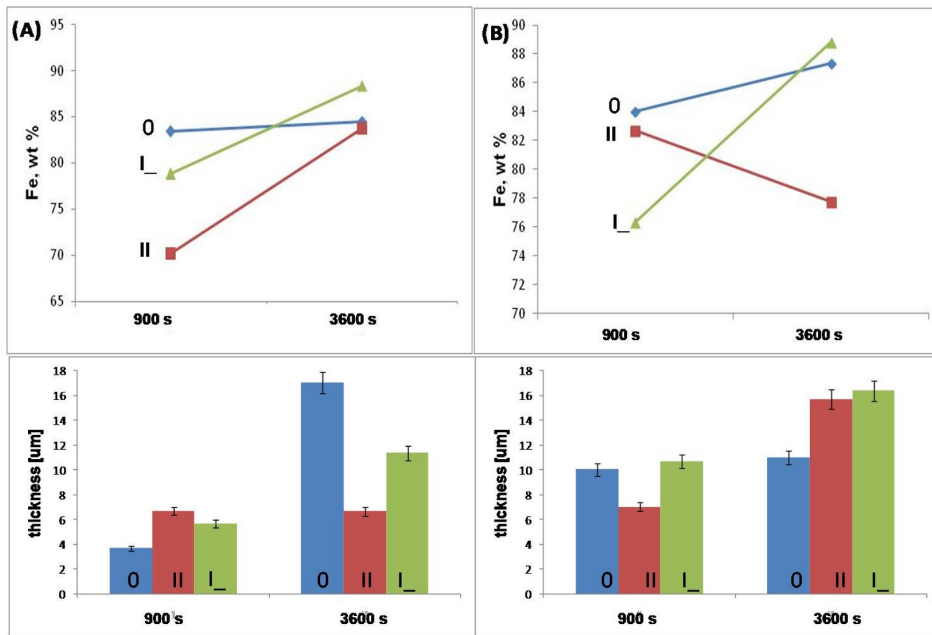 (A)
Fe, wt %
95
90
85
80
75
70
65
0
I_
II
900 s
3600 s
(B)
Fe, wt %
90
88
86
84
82
80
78
76
74
72
70
0
II
I_
900 s
3600 s
thickness [um]
18
16
14
12
10
8
6
4
2
0
0 II I_
0 II I_
900 s
3600 s
thickness [um]
18
16
14
12
10
8
6
4
2
0
0 II I_
0 II I_
900 s
3600 s